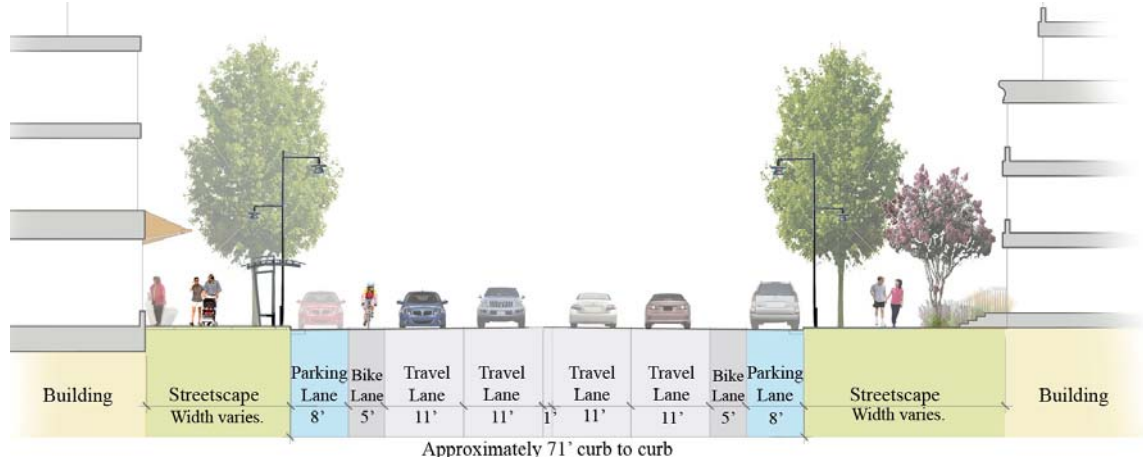 Building
Streetscape
Width varies.
Parking
Lane
8'
Bike
Lane
5'
Travel
Lane
11'
Travel
Lane
11'
1'
Travel
Lane
11'
Travel
Lane
11'
Bike
Lane
5'
Parking
Lane
8'
Streetscape
Width varies.
Building
Approximately 71' curb to curb